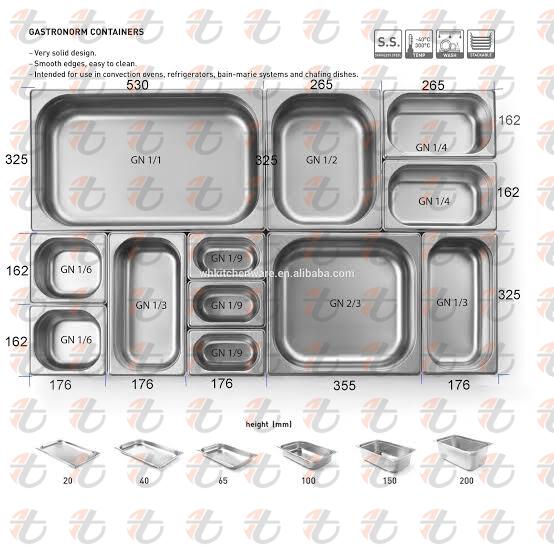 GASTRONORM CONTAINERS
– Very solid design.
– Smooth edges, easy to clean.
– Intended for use in convection ovens, refrigerators, bain-marie systems and chafing dishes.
S.S.
STAINLESS STEEL
-40°C
300°C
TEMP
WASH
STACKABLE
530 265 265
325 GN 1/1 325 GN 1/2 GN 1/4 162
GN 1/4 162
162 GN 1/6 GN 1/3 GN 1/9 GN 2/3 GN 1/3 325
whkitchenware.en.alibaba.com
GN 1/9
162 GN 1/6 GN 1/9
176 176 176 355 176
height (mm)
20 40 65 100 150 200